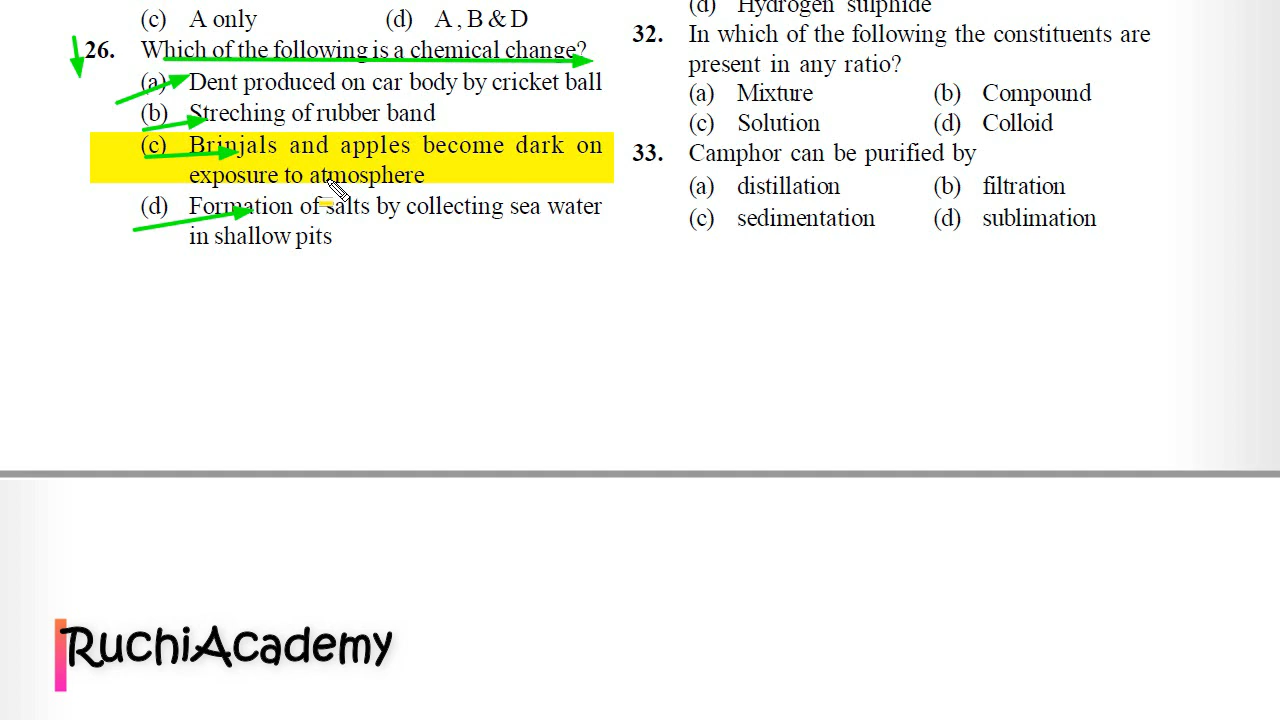 (c) A only (d) A, B & D
26. Which of the following is a chemical change?
(a) Dent produced on car body by cricket ball
(b) Streching of rubber band
(c) Brinjals and apples become dark on
exposure to atmosphere
(d) Formation of salts by collecting sea water
in shallow pits
(d) Hydrogen sulphide
32. In which of the following the constituents are
present in any ratio?
(a) Mixture (b) Compound
(c) Solution (d) Colloid
33. Camphor can be purified by
(a) distillation (b) filtration
(c) sedimentation (d) sublimation
RuchiAcademy